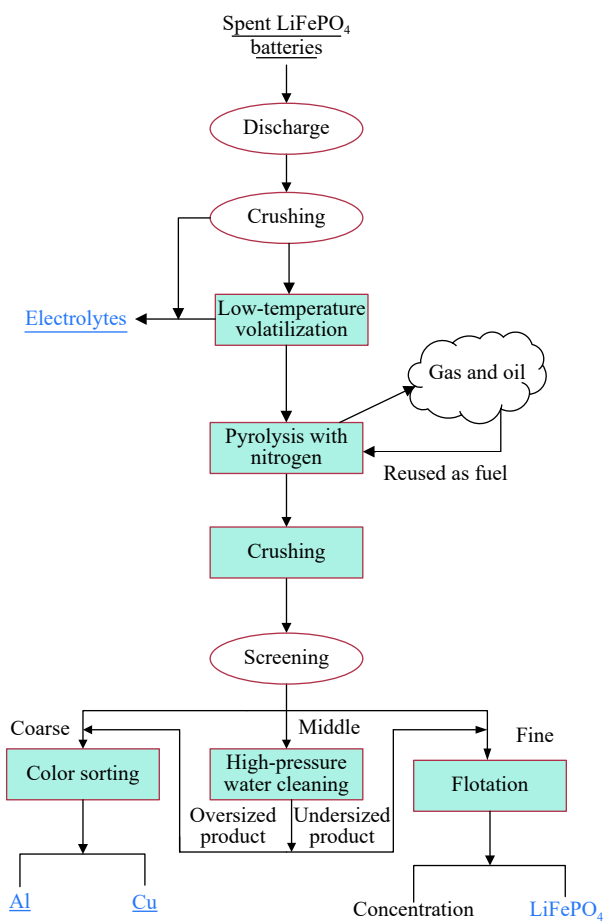 Spent LiFePO₄
batteries
Discharge
Crushing
Electrolytes
Low-temperature
volatilization
Gas and oil
Pyrolysis with
nitrogen
Reused as fuel
Crushing
Screening
Coarse
Middle
Fine
Color sorting
High-pressure
water cleaning
Flotation
Oversized
product
Undersized
product
Al
Cu
Concentration
LiFePO₄